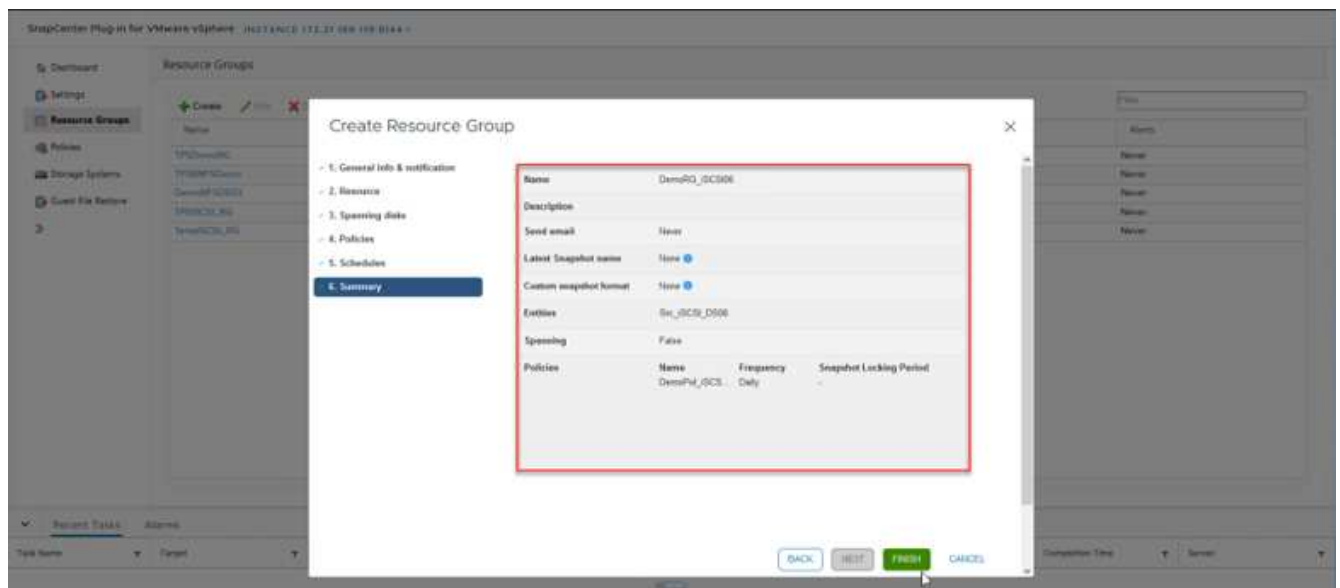 SnapCenter Plug-in for VMware vSphere
Dashboard
Settings
Resource Groups
Policies
Storage Systems
Guest File Restore
Resource Groups
Create
Name
Alerts
Never
Never
Never
Never
Never
Create Resource Group
1. General info & notification
2. Resource
3. Spanning disks
4. Policies
5. Schedules
6. Summary
Name DemoRG_iSCSI06
Description
Send email Never
Latest Snapshot name None
Custom snapshot format None
Entities Src_iSCSI_DS06
Spanning False
Policies Name Frequency Snapshot Locking Period
DemoPol_iSCS... Daily -
BACK NEXT FINISH CANCEL
Recent Tasks Alarms
Task Name Target Completion Time Server